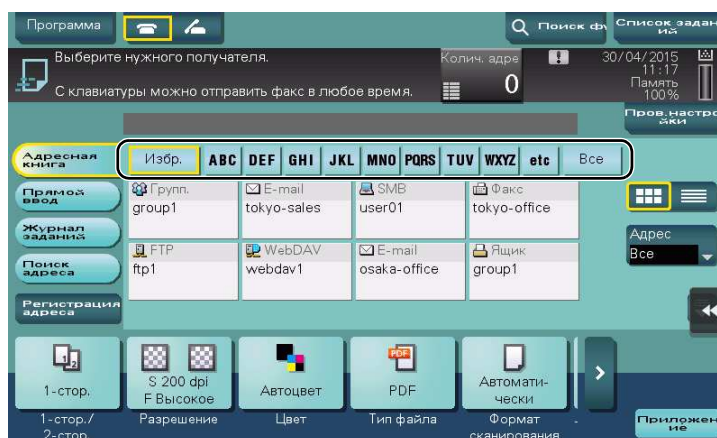 Программа
Поиск фу
Список задан
ий
Выберите нужного получателя.
С клавиатуры можно отправить факс в любое время.
Колич. адре
0
30/04/2015
11:17
Память
100%
Пров.настро
йки
Адресная
книга
Избр.
ABC
DEF
GHI
JKL
MNO
PQRS
TUV
WXYZ
etc
Все
Прямой
ввод
Журнал
заданий
Поиск
адреса
Регистрация
адреса
Групп.
group1
E-mail
tokyo-sales
SMB
user01
Факс
tokyo-office
FTP
ftp1
WebDAV
webdav1
E-mail
osaka-office
Ящик
group1
Адрес
Все
1-стор.
S 200 dpi
F Высокое
Автоцвет
PDF
PDF
Автомати-
чески
1-стор./
2-стор.
Разрешение
Цвет
Тип файла
Формат
сканирования
Приложен
ие